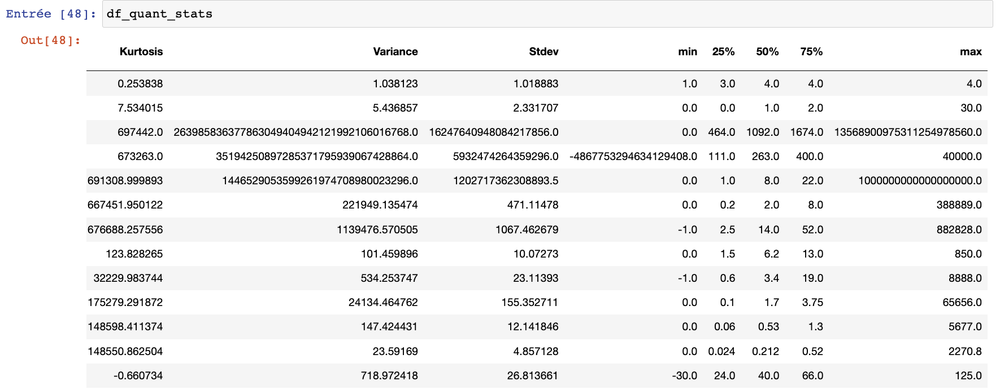 Entrée [48]: df_quant_stats
Out[48]:
Kurtosis Variance Stdev min 25% 50% 75% max
0.253838 1.038123 1.018883 1.0 3.0 4.0 4.0 4.0
7.534015 5.436857 2.331707 0.0 0.0 1.0 2.0 30.0
697442.0 263985836377863049404942121992106016768.0 16247640948084217856.0 0.0 464.0 1092.0 1674.0 13568900975311254978560.0
673263.0 35194250897285371795939067428864.0 5932474264359296.0 -4867753294634129408.0 111.0 263.0 400.0 40000.0
691308.999893 144652905359926197470898980023296.0 12027173623088​93.5 0.0 1.0 8.0 22.0 10000000000000000000.0
667451.950122 221949.135474 471.11478 0.0 0.2 2.0 8.0 388889.0
676688.257556 1139476.570505 1067.462679 -1.0 2.5 14.0 52.0 882828.0
123.828265 101.459896 10.07273 0.0 1.5 6.2 13.0 850.0
32229.983744 534.253747 23.11393 -1.0 0.6 3.4 19.0 8888.0
175279.291872 24134.464762 155.352711 0.0 0.1 1.7 3.75 65656.0
148598.411374 147.424431 12.141846 0.0 0.06 0.53 1.3 5677.0
148550.862504 23.59169 4.857128 0.0 0.024 0.212 0.52 2270.8
-0.660734 718.972418 26.813661 -30.0 24.0 40.0 66.0 125.0